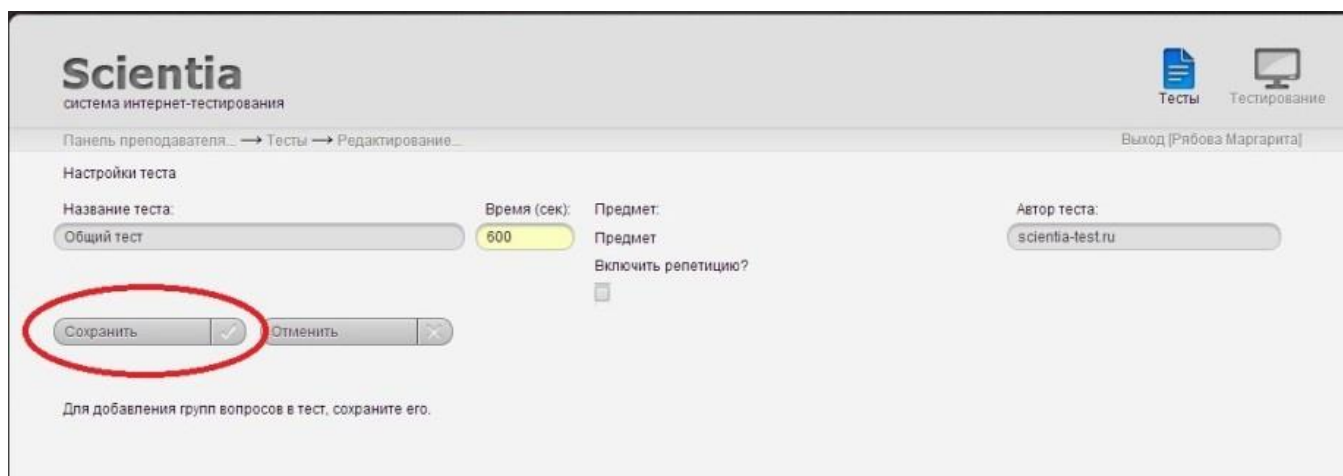 Scientia
система интернет-тестирования
Тесты Тестирование
Панель преподавателя... → Тесты → Редактирование... Выход [Рябова Маргарита]
Настройки теста
Название теста: Время (сек): Предмет: Автор теста:
Общий тест 600 Предмет scientia-test.ru
Включить репетицию?
Сохранить Отменить
Для добавления групп вопросов в тест, сохраните его.